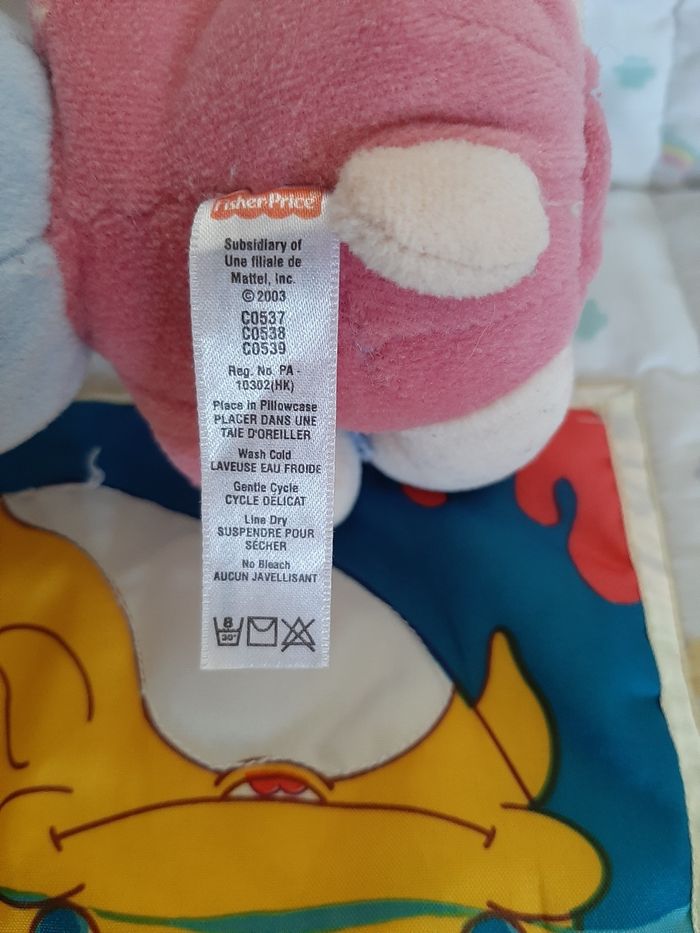 Fisher-Price
Subsidiary of
Une filiale de
Mattel, Inc.
©2003
C0537
C0538
C0539
Reg. No. PA -
10302(HK)
Place in Pillowcase
PLACER DANS UNE
TAIE D'OREILLER
Wash Cold
LAVEUSE EAU FROIDE
Gentle Cycle
CYCLE DÉLICAT
Line Dry
SUSPENDRE POUR
SÉCHER
No Bleach
AUCUN JAVELLISANT
8
30°